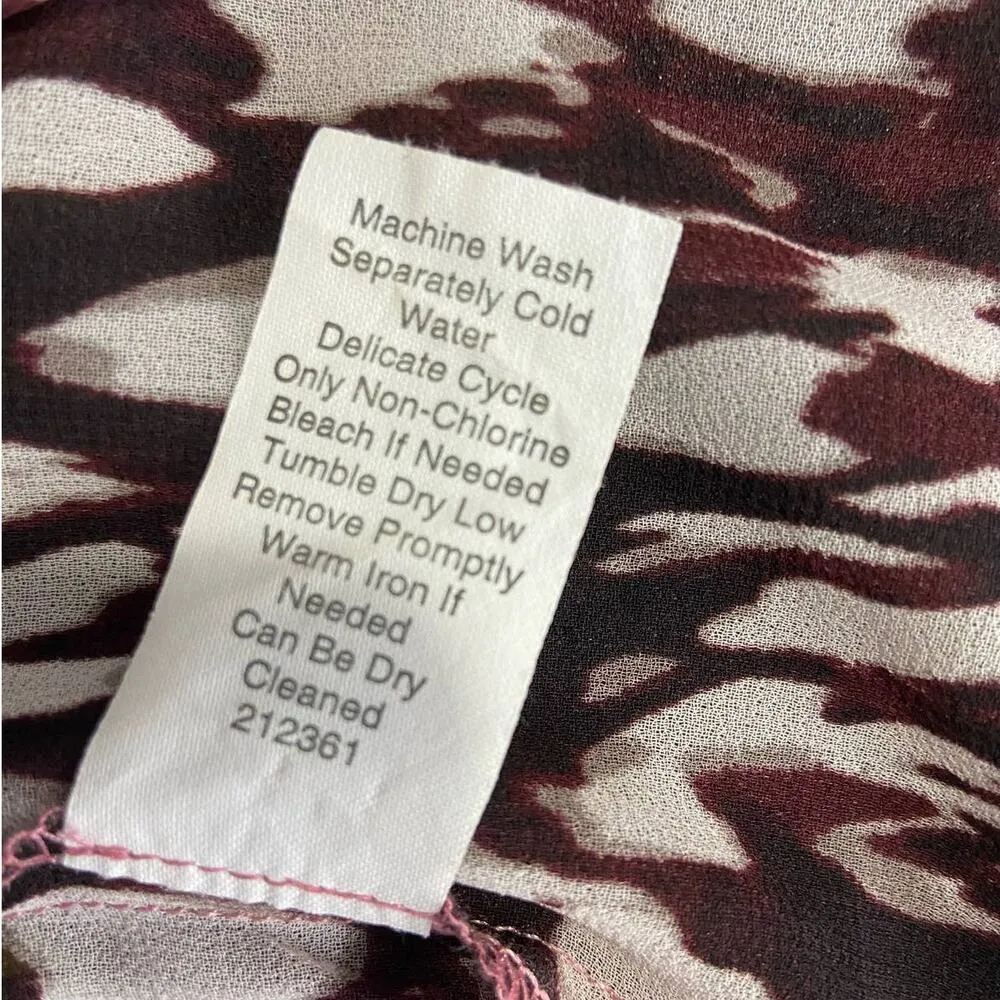 Machine Wash
Separately Cold
Water
Delicate Cycle
Only Non-Chlorine
Bleach If Needed
Tumble Dry Low
Remove Promptly
Warm Iron If
Needed
Can Be Dry
Cleaned
212361